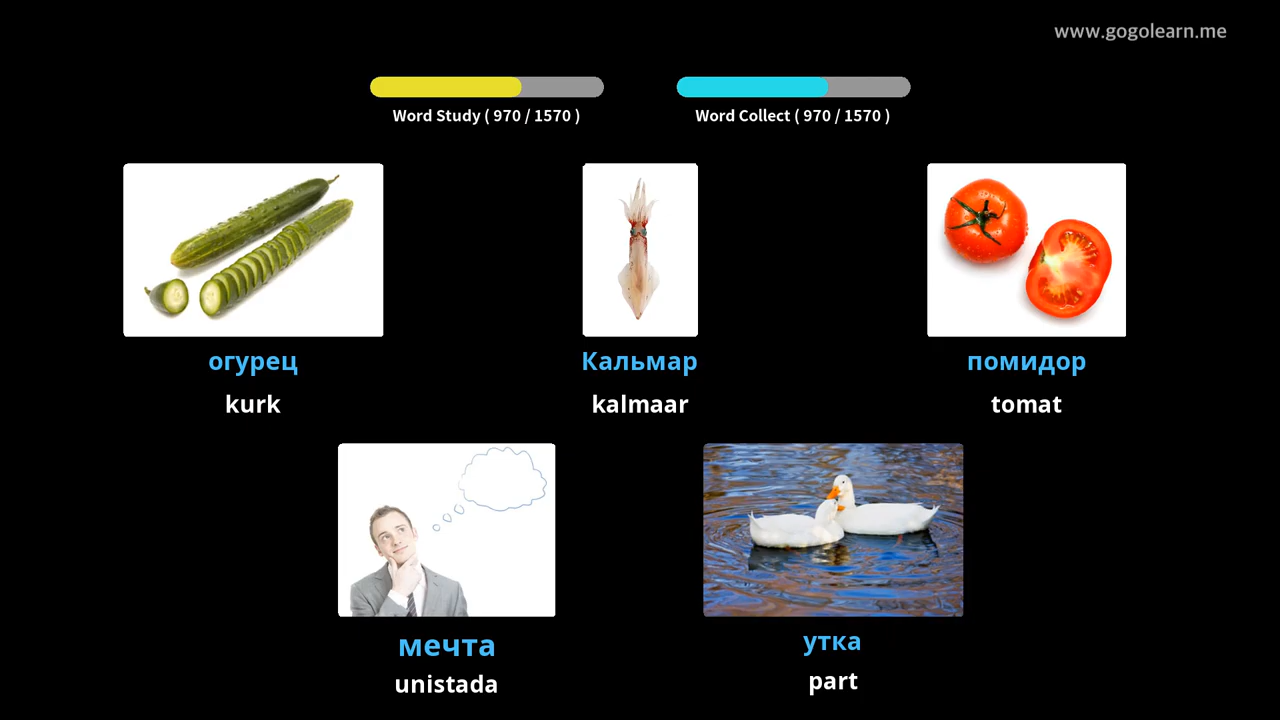 www.gogolearn.me
Word Study ( 970 / 1570 )
Word Collect ( 970 / 1570 )
огурец
kurk
Кальмар
kalmaar
помидор
tomat
мечта
unistada
утка
part